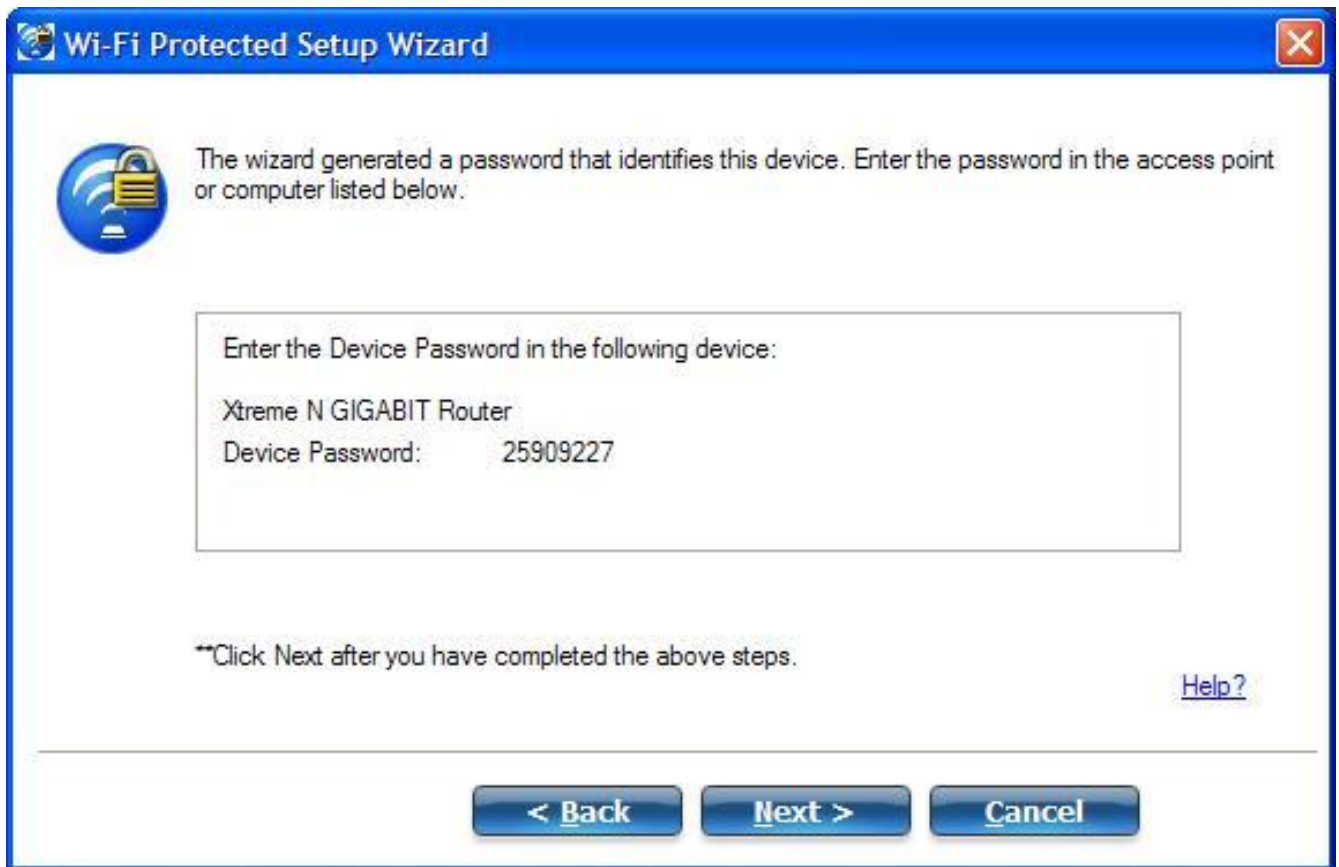 Wi-Fi Protected Setup Wizard
The wizard generated a password that identifies this device. Enter the password in the access point
or computer listed below.
Enter the Device Password in the following device:
Xtreme N GIGABIT Router
Device Password: 25909227
**Click Next after you have completed the above steps.
Help?
< Back Next > Cancel